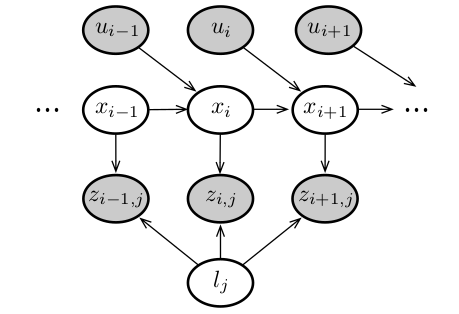 u_{i−1} u_i u_{i+1}
... x_{i−1} x_i x_{i+1} ...
z_{i−1,j} z_{i,j} z_{i+1,j}
l_j